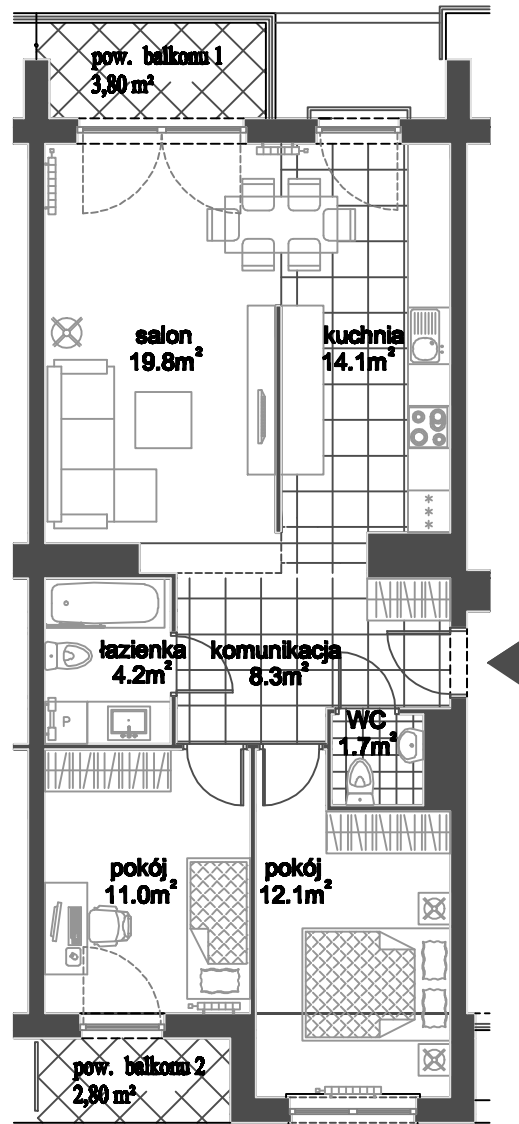 pow. balkonu 1
3,80 m²
salon
19.8m²
kuchnia
14.1m²
łazienka
4.2m²
komunikacja
8.3m²
P
WC
1.7m²
pokój
11.0m²
pokój
12.1m²
pow. balkonu 2
2,80 m²